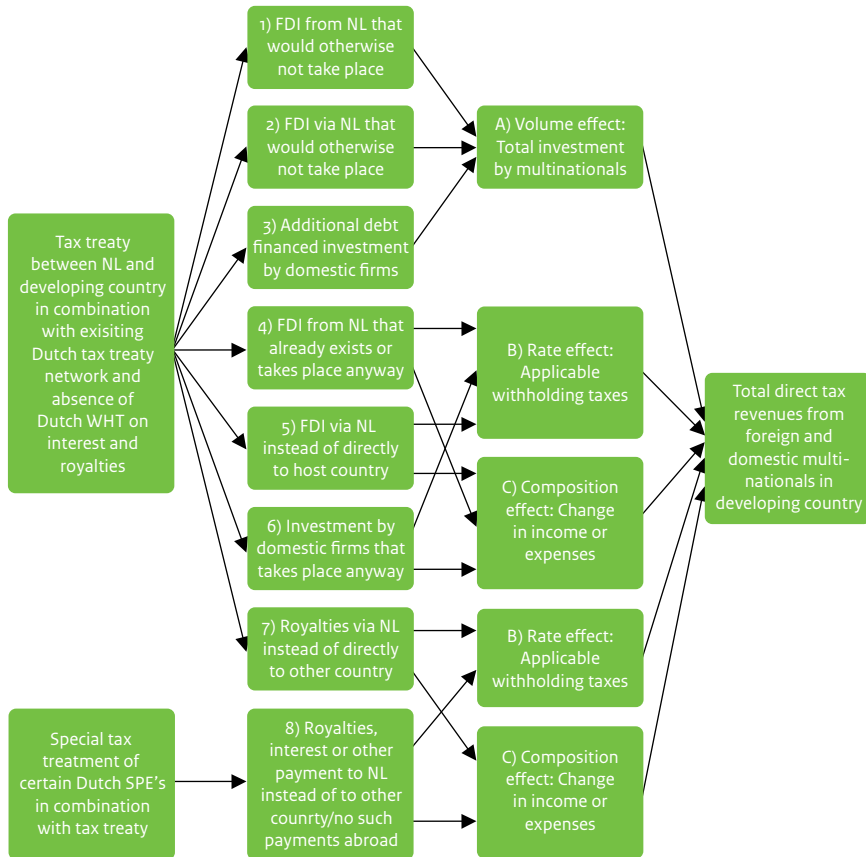 1) FDI from NL that
would otherwise
not take place
2) FDI via NL that
would otherwise
not take place
3) Additional debt
financed investment
by domestic firms
4) FDI from NL that
already exists or
takes place anyway
5) FDI via NL
instead of directly
to host country
6) Investment by
domestic firms that
takes place anyway
7) Royalties via NL
instead of directly
to other country
8) Royalties,
interest or other
payment to NL
instead of to other
counrty/no such
payments abroad
Tax treaty
between NL and
developing country
in combination
with exisiting
Dutch tax treaty
network and
absence of
Dutch WHT on
interest and
royalties
Special tax
treatment of
certain Dutch SPE's
in combination
with tax treaty
A) Volume effect:
Total investment
by multinationals
B) Rate effect:
Applicable
withholding taxes
C) Composition
effect: Change
in income or
expenses
B) Rate effect:
Applicable
withholding taxes
C) Composition
effect: Change
in income or
expenses
Total direct tax
revenues from
foreign and
domestic multi-
nationals in
developing country